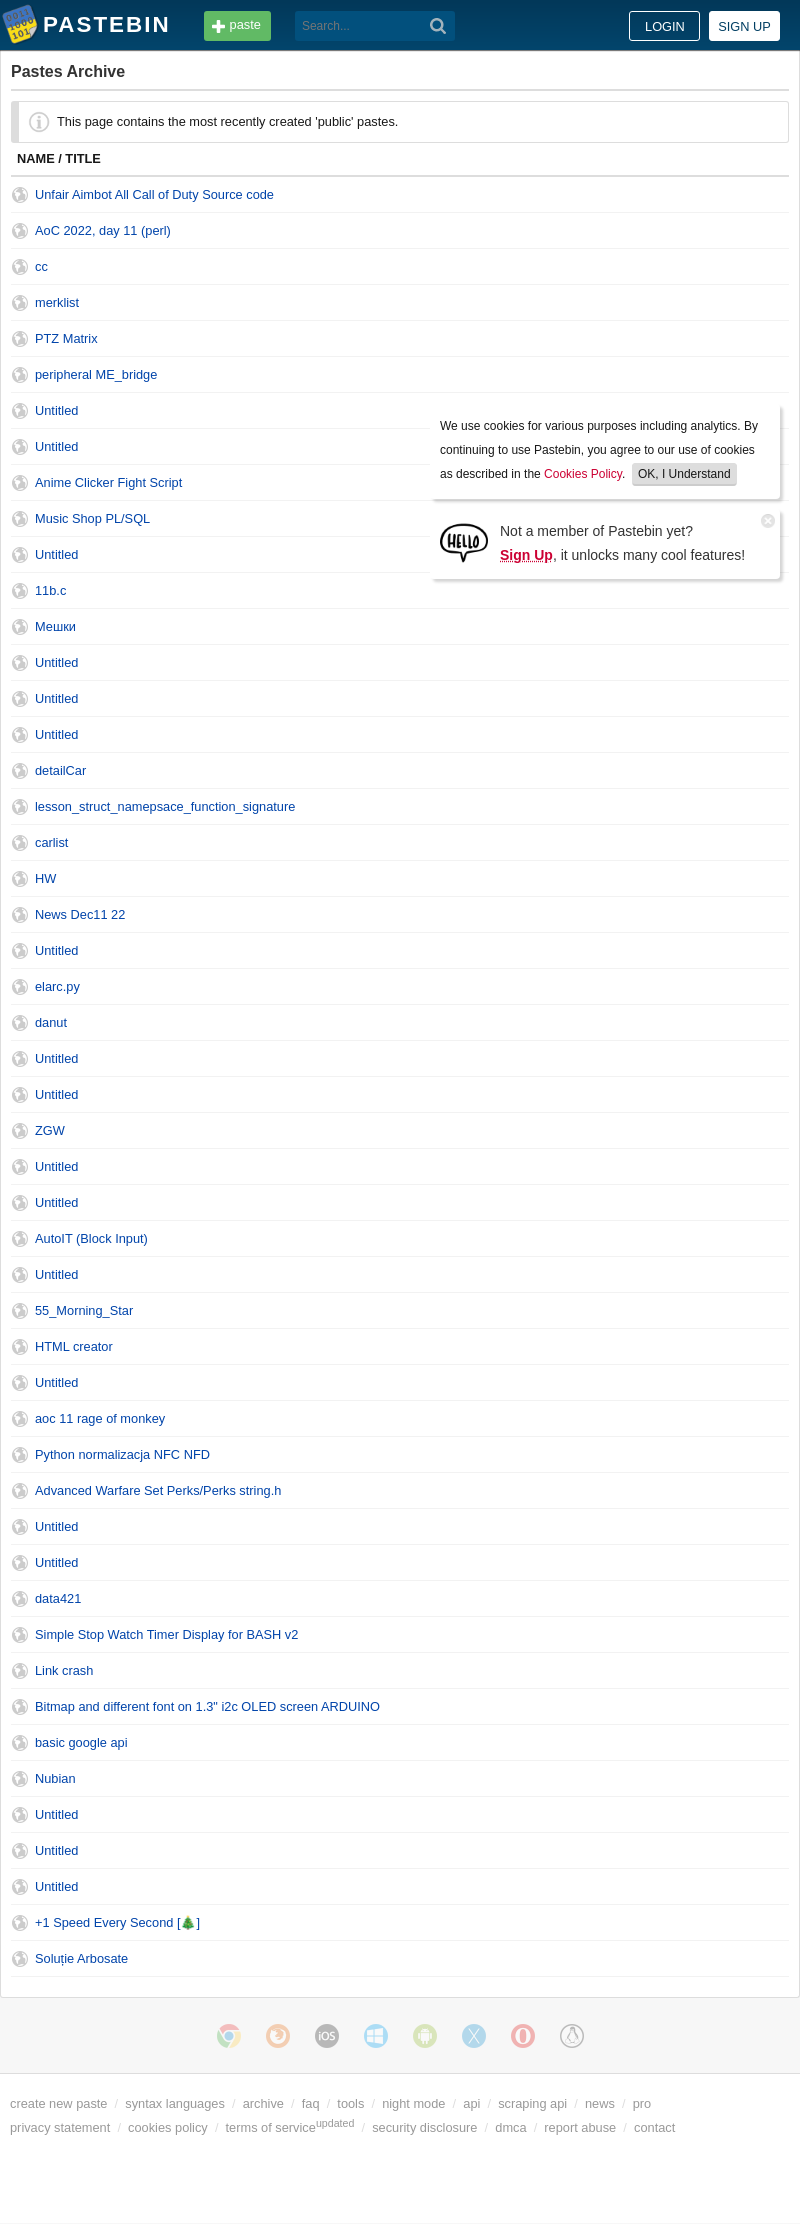 PASTEBIN
paste
Search...
LOGIN
SIGN UP
Pastes Archive
This page contains the most recently created 'public' pastes.
NAME / TITLE
Unfair Aimbot All Call of Duty Source code
AoC 2022, day 11 (perl)
cc
merklist
PTZ Matrix
peripheral ME_bridge
Untitled
Untitled
Anime Clicker Fight Script
Music Shop PL/SQL
Untitled
11b.c
Мешки
Untitled
Untitled
Untitled
detailCar
lesson_struct_namepsace_function_signature
carlist
HW
News Dec11 22
Untitled
elarc.py
danut
Untitled
Untitled
ZGW
Untitled
Untitled
AutoIT (Block Input)
Untitled
55_Morning_Star
HTML creator
Untitled
aoc 11 rage of monkey
Python normalizacja NFC NFD
Advanced Warfare Set Perks/Perks string.h
Untitled
Untitled
data421
Simple Stop Watch Timer Display for BASH v2
Link crash
Bitmap and different font on 1.3" i2c OLED screen ARDUINO
basic google api
Nubian
Untitled
Untitled
Untitled
+1 Speed Every Second [🎄]
Soluție Arbosate
We use cookies for various purposes including analytics. By
continuing to use Pastebin, you agree to our use of cookies
as described in the Cookies Policy. OK, I Understand
HELLO
Not a member of Pastebin yet?
Sign Up, it unlocks many cool features!
iOS
create new paste / syntax languages / archive / faq / tools / night mode / api / scraping api / news / pro
privacy statement / cookies policy / terms of service updated / security disclosure / dmca / report abuse / contact